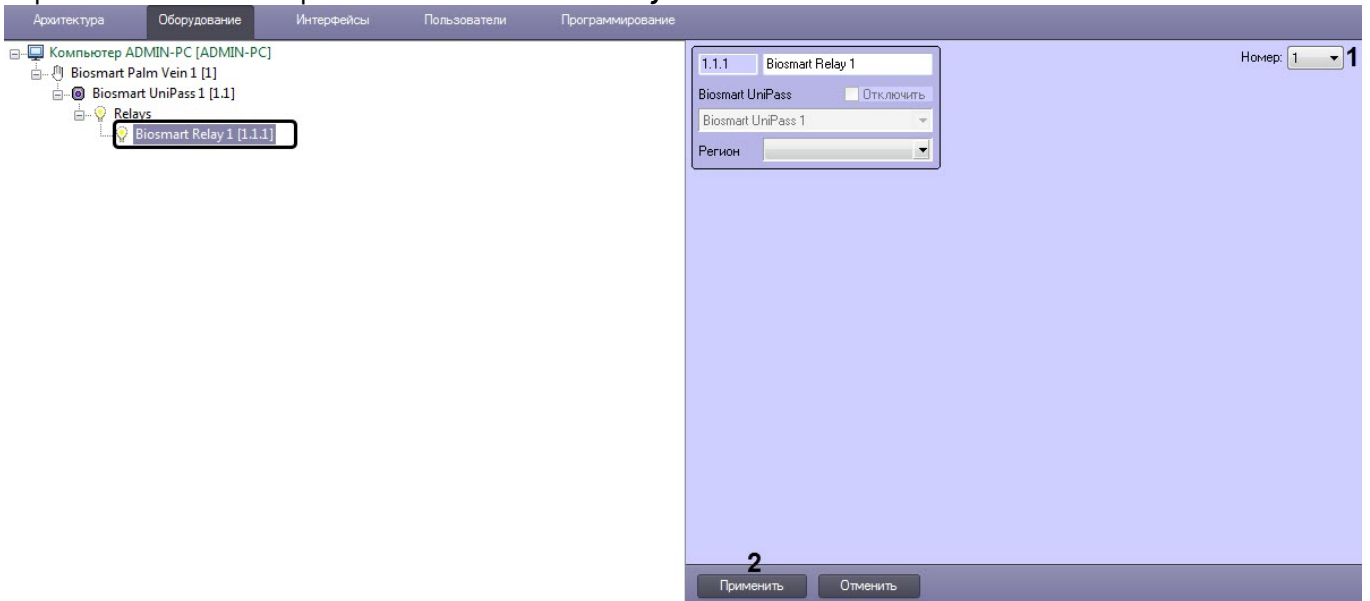 Архитектура Оборудование Интерфейсы Пользователи Программирование
Компьютер ADMIN-PC [ADMIN-PC]
Biosmart Palm Vein 1 [1]
Biosmart UniPass 1 [1.1]
Relays
Biosmart Relay 1 [1.1.1]
1.1.1 Biosmart Relay 1
Biosmart UniPass Отключить
Biosmart UniPass 1
Регион
Номер: 1 1
2
Применить Отменить